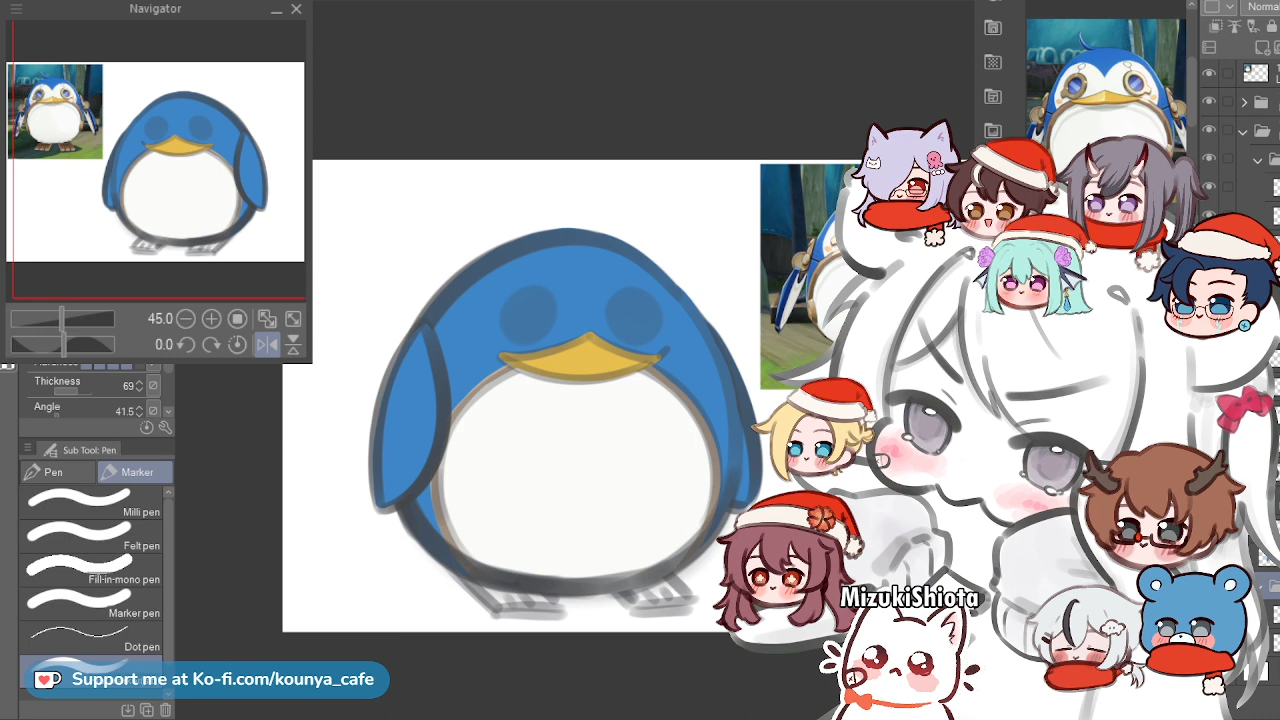 Navigator
Norma
45.0
0.0
Thickness
69
Angle
41.5
Sub Tool: Pen
Pen
Marker
Milli pen
Felt pen
Fill-in-mono pen
Marker pen
Dot pen
MizukiShiota
Support me at Ko-fi.com/kounya_cafe